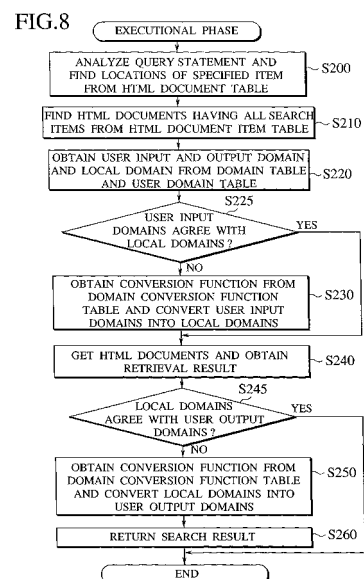 FIG.8
EXECUTIONAL PHASE
ANALYZE QUERY STATEMENT AND
FIND LOCATIONS OF SPECIFIED ITEM
FROM HTML DOCUMENT TABLE
S200
FIND HTML DOCUMENTS HAVING ALL SEARCH
ITEMS FROM HTML DOCUMENT ITEM TABLE
S210
OBTAIN USER INPUT AND OUTPUT DOMAIN
AND LOCAL DOMAIN FROM DOMAIN TABLE
AND USER DOMAIN TABLE
S220
S225
USER INPUT
DOMAINS AGREE WITH
LOCAL DOMAINS ?
YES
NO
OBTAIN CONVERSION FUNCTION FROM
DOMAIN CONVERSION FUNCTION
TABLE AND CONVERT USER INPUT
DOMAINS INTO LOCAL DOMAINS
S230
GET HTML DOCUMENTS AND OBTAIN
RETRIEVAL RESULT
S240
S245
LOCAL DOMAINS
AGREE WITH USER OUTPUT
DOMAINS ?
YES
NO
OBTAIN CONVERSION FUNCTION FROM
DOMAIN CONVERSION FUNCTION TABLE
AND CONVERT LOCAL DOMAINS INTO
USER OUTPUT DOMAINS
S250
RETURN SEARCH RESULT
S260
END